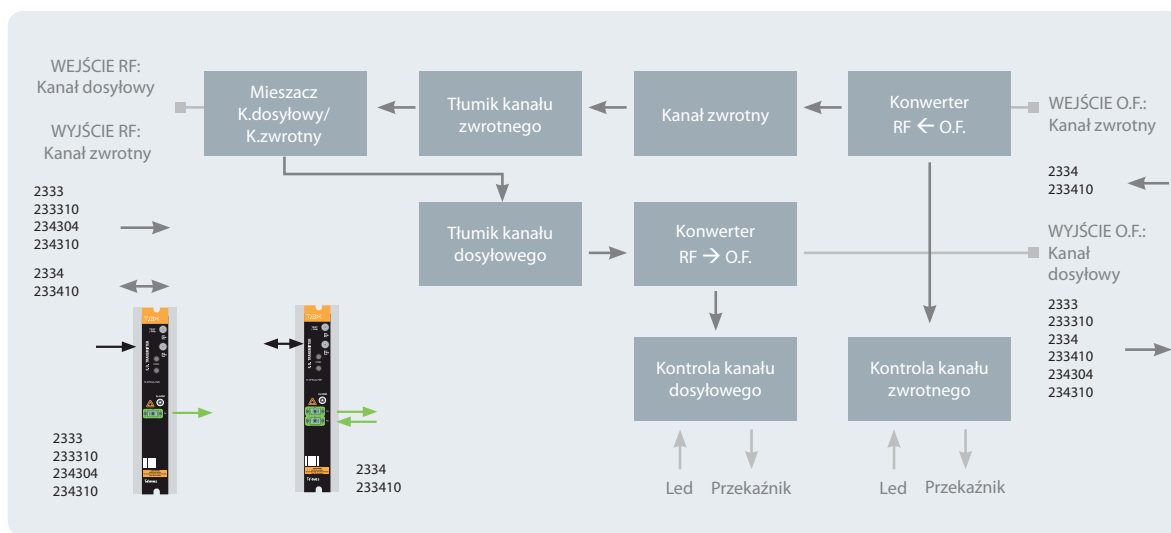 WEJŚCIE RF:
Kanał dosyłowy
WYJŚCIE RF:
Kanał zwrotny
2333
233310
234304
234310
2334
233410
Mieszacz
K.dosyłowy/
K.zwrotny
Tłumik kanału
zwrotnego
Kanał zwrotny
Konwerter
RF ← O.F.
WEJŚCIE O.F.:
Kanał zwrotny
2334
233410
Tłumik kanału
dosyłowego
Konwerter
RF → O.F.
WYJŚCIE O.F.:
Kanał
dosyłowy
2333
233310
2334
233410
234304
234310
Kontrola kanału
dosyłowego
Kontrola kanału
zwrotnego
Led
Przekaźnik
Led
Przekaźnik
2333
233310
234304
234310
Televes
2334
233410
Televes